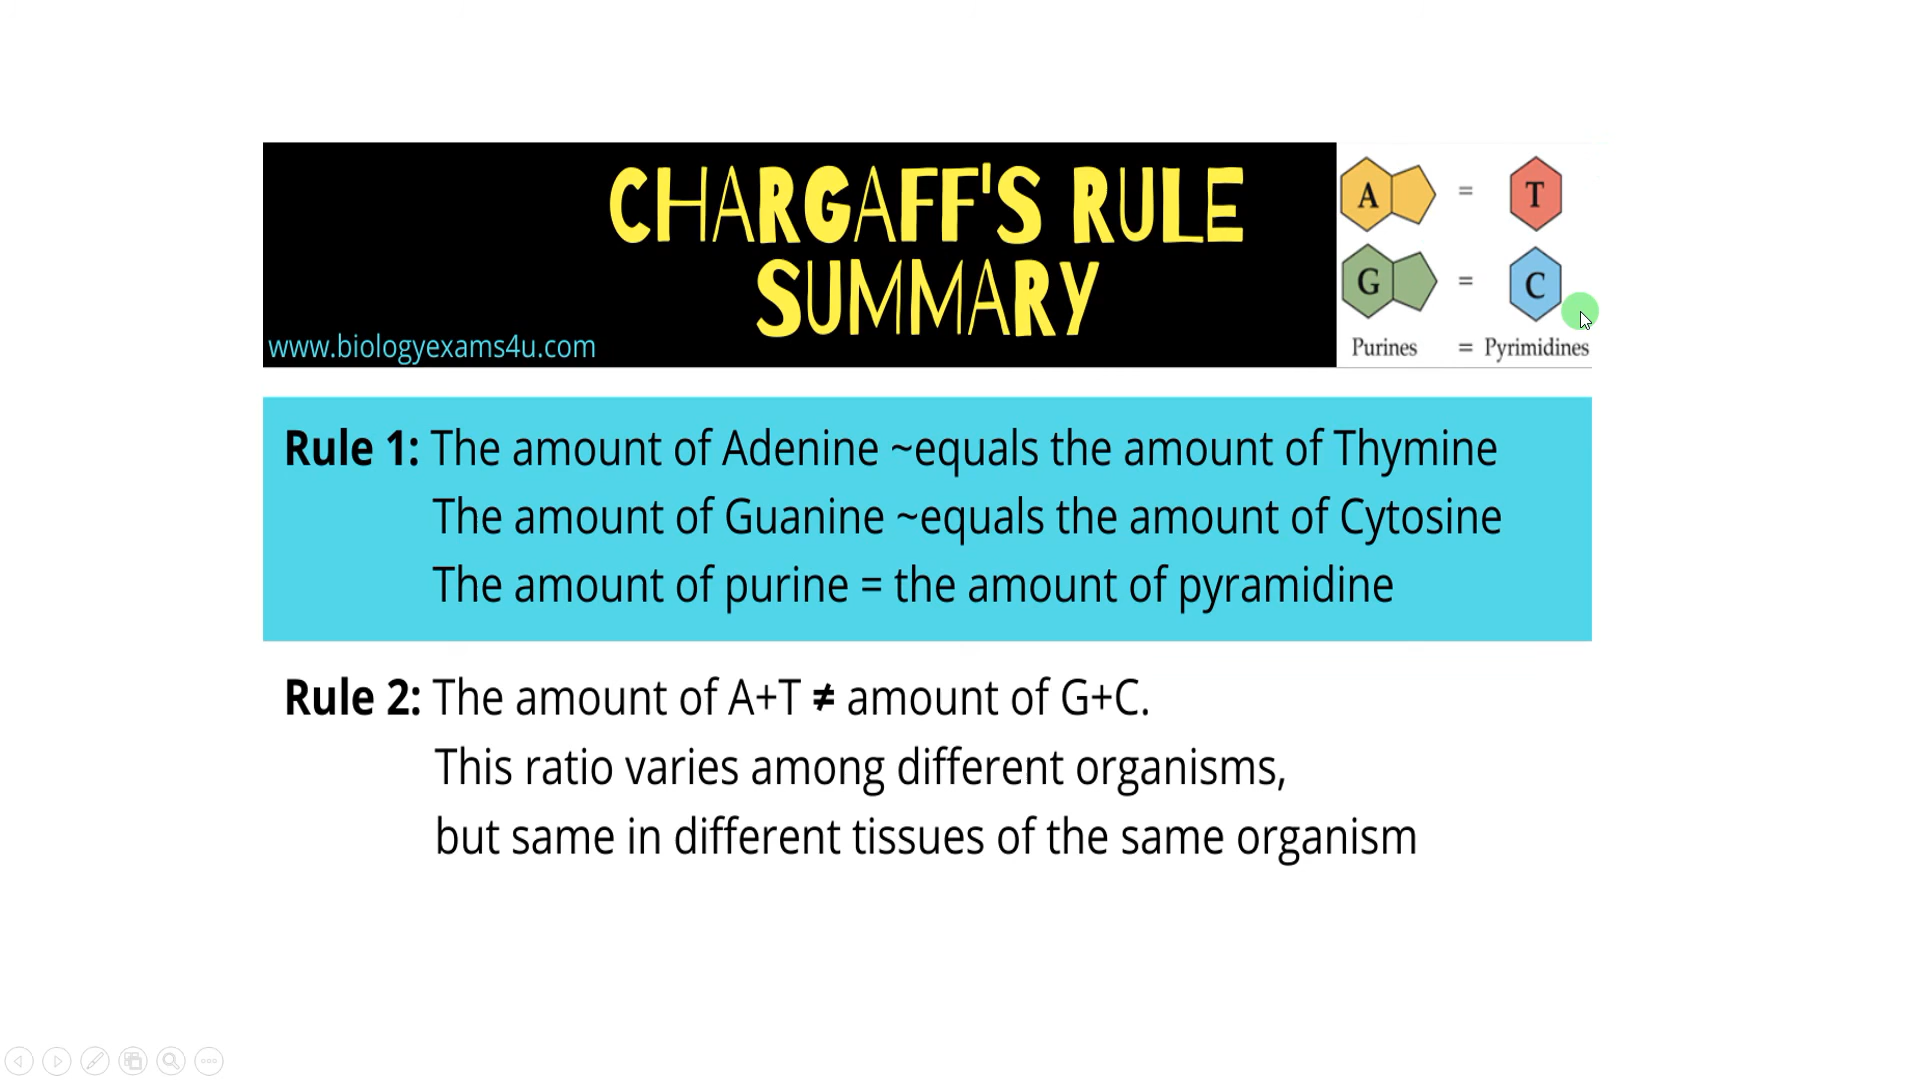 CHARGAFF'S RULE
SUMMARY
www.biologyexams4u.com
A = T
G = C
Purines = Pyrimidines
Rule 1: The amount of Adenine ~equals the amount of Thymine
The amount of Guanine ~equals the amount of Cytosine
The amount of purine = the amount of pyramidine
Rule 2: The amount of A+T ≠ amount of G+C.
This ratio varies among different organisms,
but same in different tissues of the same organism